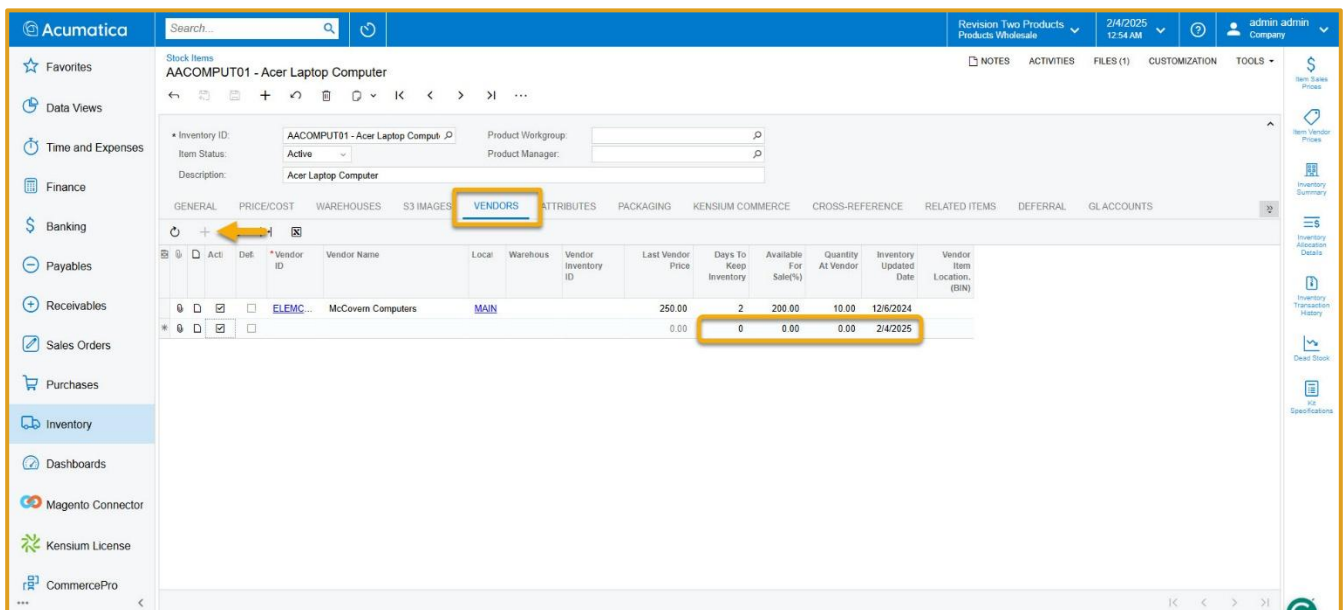 Acumatica
Search...
Revision Two Products
Products Wholesale
2/4/2025
12:54 AM
admin admin
Company
Favorites
Data Views
Time and Expenses
Finance
Banking
Payables
Receivables
Sales Orders
Purchases
Inventory
Dashboards
Magento Connector
Kensium License
CommercePro
Stock Items
AACOMPUT01 - Acer Laptop Computer
NOTES ACTIVITIES FILES (1) CUSTOMIZATION TOOLS
* Inventory ID: AACOMPUT01 - Acer Laptop Comput Product Workgroup:
Item Status: Active Product Manager:
Description: Acer Laptop Computer
GENERAL PRICE/COST WAREHOUSES S3 IMAGES VENDORS ATTRIBUTES PACKAGING KENSIUM COMMERCE CROSS-REFERENCE RELATED ITEMS DEFERRAL GL ACCOUNTS
Acti Def *Vendor ID Vendor Name Locat Warehous Vendor Inventory ID Last Vendor Price Days To Keep Inventory Available For Sale(%) Quantity At Vendor Inventory Updated Date Vendor Item Location. (BIN)
ELEMC... McCovern Computers MAIN 250.00 2 200.00 10.00 12/6/2024
* 0.00 0 0.00 0.00 2/4/2025
Item Sales
Prices
Item Vendor
Prices
Inventory
Summary
Inventory
Allocation
Details
Inventory
Transaction
History
Dead Stock
Kit
Specifications